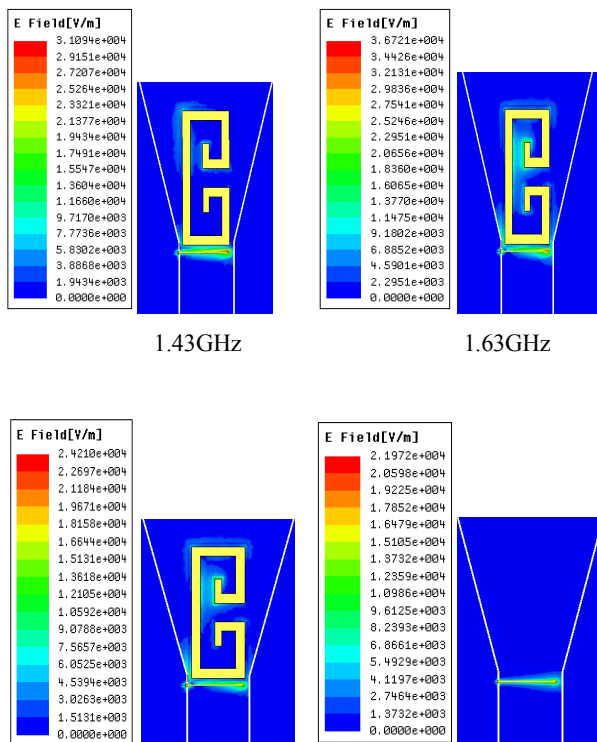 E Field[V/m]
3.1094e+004
2.9151e+004
2.7207e+004
2.5264e+004
2.3321e+004
2.1377e+004
1.9434e+004
1.7491e+004
1.5547e+004
1.3604e+004
1.1660e+004
9.7170e+003
7.7736e+003
5.8302e+003
3.8868e+003
1.9434e+003
0.0000e+000
1.43GHz
E Field[V/m]
3.6721e+004
3.4426e+004
3.2131e+004
2.9836e+004
2.7541e+004
2.5246e+004
2.2951e+004
2.0656e+004
1.8360e+004
1.6065e+004
1.3770e+004
1.1475e+004
9.1802e+003
6.8852e+003
4.5901e+003
2.2951e+003
0.0000e+000
1.63GHz
E Field[V/m]
2.4210e+004
2.2697e+004
2.1184e+004
1.9671e+004
1.8158e+004
1.6644e+004
1.5131e+004
1.3618e+004
1.2105e+004
1.0592e+004
9.0788e+003
7.5657e+003
6.0525e+003
4.5394e+003
3.0263e+003
1.5131e+003
0.0000e+000
E Field[V/m]
2.1972e+004
2.0598e+004
1.9225e+004
1.7852e+004
1.6479e+004
1.5105e+004
1.3732e+004
1.2359e+004
1.0986e+004
9.6125e+003
8.2393e+003
6.8661e+003
5.4929e+003
4.1197e+003
2.7464e+003
1.3732e+003
0.0000e+000